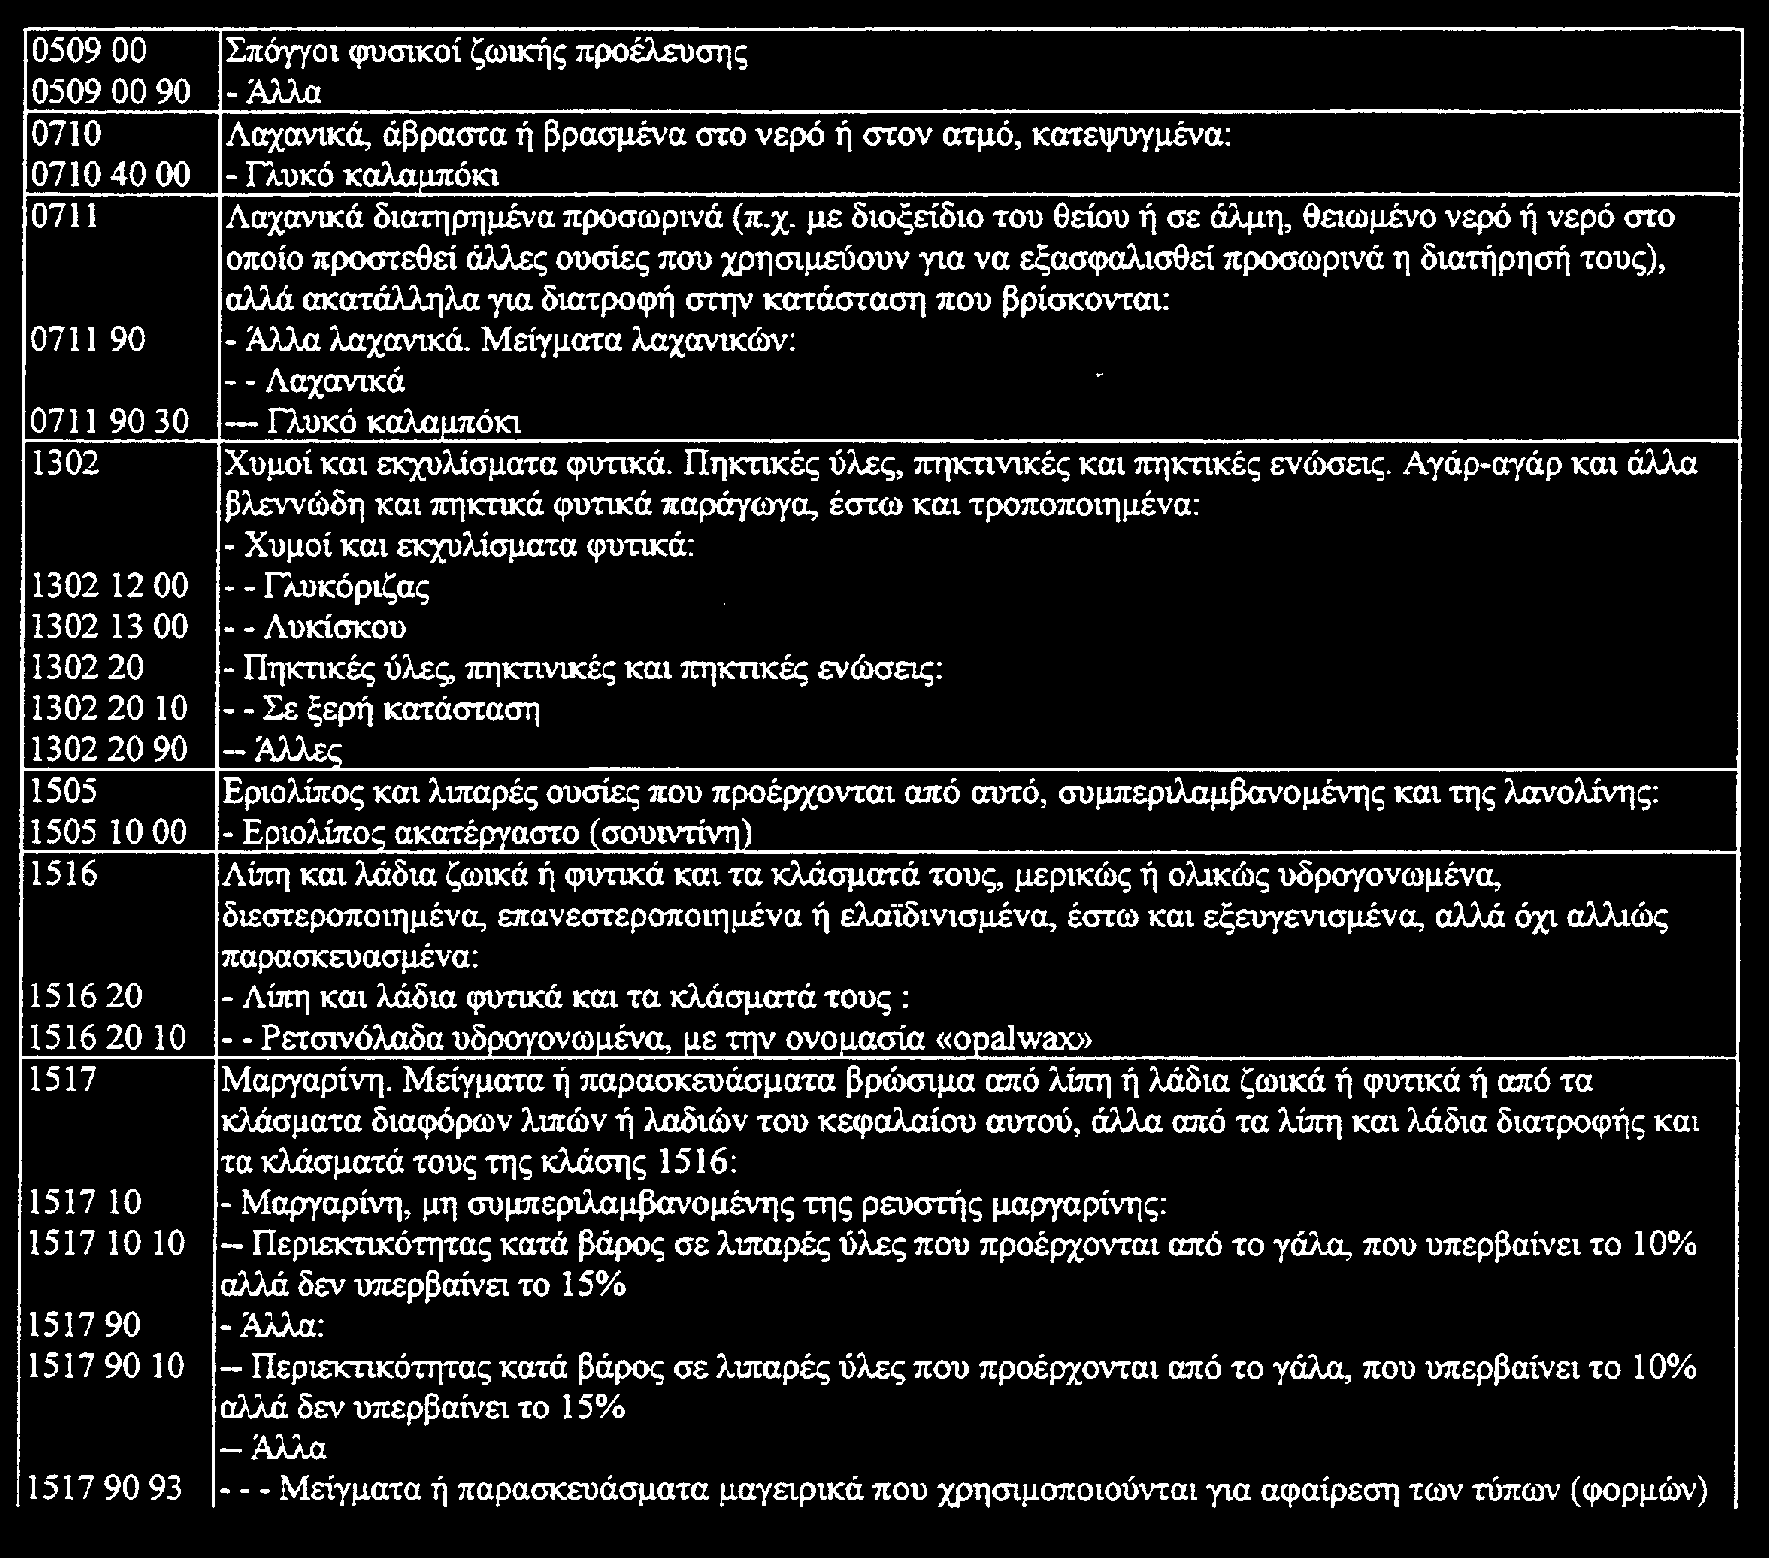 0509 00 Σπόγγοι φυσικοί ζωικής προέλευσης
0509 00 90 - Άλλα
0710 Λαχανικά, άβραστα ή βρασμένα στο νερό ή στον ατμό, κατεψυγμένα:
0710 40 00 - Γλυκό καλαμπόκι
0711 Λαχανικά διατηρημένα προσωρινά (π.χ. με διοξείδιο του θείου ή σε άλμη, θειωμένο νερό ή νερό στο
οποίο προστεθεί άλλες ουσίες που χρησιμεύουν για να εξασφαλισθεί προσωρινά η διατήρησή τους),
αλλά ακατάλληλα για διατροφή στην κατάσταση που βρίσκονται:
0711 90 - Άλλα λαχανικά. Μείγματα λαχανικών:
- - Λαχανικά
0711 90 30 --- Γλυκό καλαμπόκι
1302 Χυμοί και εκχυλίσματα φυτικά. Πηκτικές ύλες, πηκτινικές και πηκτικές ενώσεις. Αγάρ-αγάρ και άλλα
βλεννώδη και πηκτικά φυτικά παράγωγα, έστω και τροποποιημένα:
- Χυμοί και εκχυλίσματα φυτικά:
1302 12 00 - - Γλυκόριζας
1302 13 00 - - Λυκίσκου
1302 20 - Πηκτικές ύλες, πηκτινικές και πηκτικές ενώσεις:
1302 20 10 - - Σε ξερή κατάσταση
1302 20 90 -- Άλλες
1505 Εριολίπος και λιπαρές ουσίες που προέρχονται από αυτό, συμπεριλαμβανομένης και της λανολίνης:
1505 10 00 - Εριολίπος ακατέργαστο (σουιντίνη)
1516 Λίπη και λάδια ζωικά ή φυτικά και τα κλάσματά τους, μερικώς ή ολικώς υδρογονωμένα,
διεστεροποιημένα, επανεστεροποιημένα ή ελαϊδινισμένα, έστω και εξευγενισμένα, αλλά όχι αλλιώς
παρασκευασμένα:
1516 20 - Λίπη και λάδια φυτικά και τα κλάσματά τους :
1516 20 10 - - Ρετσινόλαδα υδρογονωμένα, με την ονομασία «opalwax»
1517 Μαργαρίνη. Μείγματα ή παρασκευάσματα βρώσιμα από λίπη ή λάδια ζωικά ή φυτικά ή από τα
κλάσματα διαφόρων λιπών ή λαδιών του κεφαλαίου αυτού, άλλα από τα λίπη και λάδια διατροφής και
τα κλάσματά τους της κλάσης 1516:
1517 10 - Μαργαρίνη, μη συμπεριλαμβανομένης της ρευστής μαργαρίνης:
1517 10 10 -- Περιεκτικότητας κατά βάρος σε λιπαρές ύλες που προέρχονται από το γάλα, που υπερβαίνει το 10%
αλλά δεν υπερβαίνει το 15%
1517 90 - Άλλα:
1517 90 10 -- Περιεκτικότητας κατά βάρος σε λιπαρές ύλες που προέρχονται από το γάλα, που υπερβαίνει το 10%
αλλά δεν υπερβαίνει το 15%
-- Άλλα
1517 90 93 - - - Μείγματα ή παρασκευάσματα μαγειρικά που χρησιμοποιούνται για αφαίρεση των τύπων (φορμών)